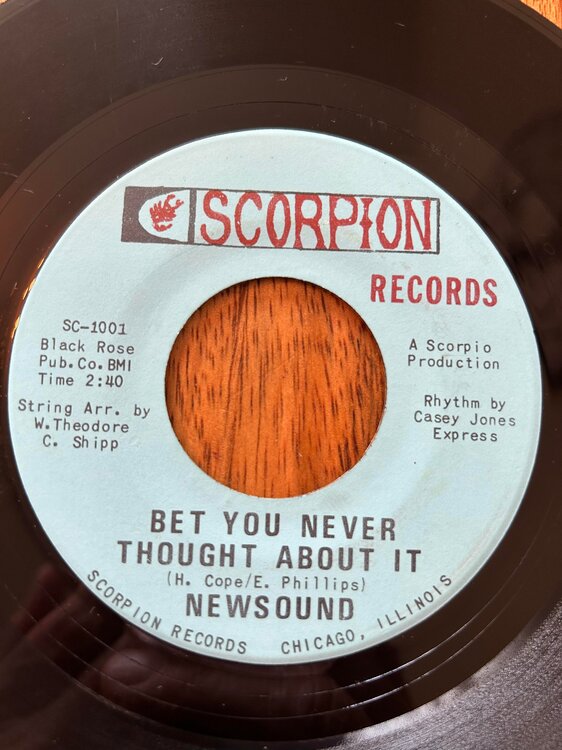 SCORPION
RECORDS
SC-1001
Black Rose
Pub.Co.BMI
Time 2:40
String Arr. by
W.Theodore
C. Shipp
A Scorpio
Production
Rhythm by
Casey Jones
Express
BET YOU NEVER
THOUGHT ABOUT IT
(H. Cope/E. Phillips)
NEWSOUND
SCORPION RECORDS CHICAGO, ILLINOIS